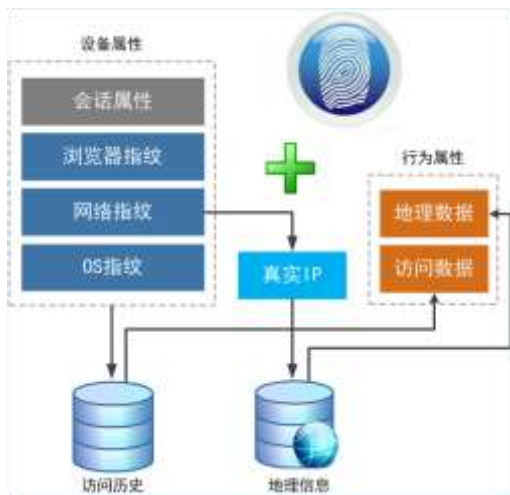 设备属性
会话属性
浏览器指纹
网络指纹
OS指纹
行为属性
地理数据
访问数据
真实IP
访问历史
地理信息